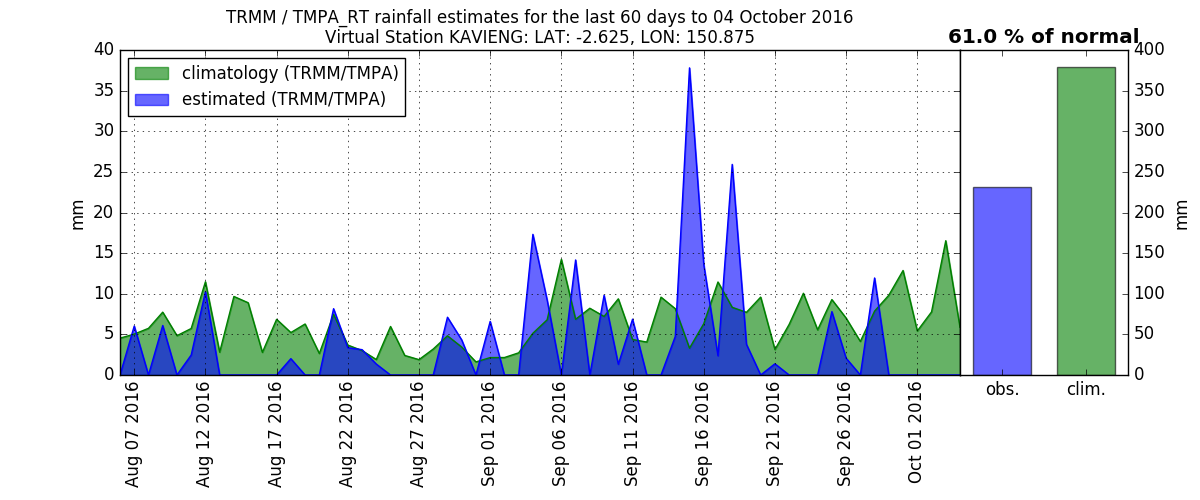 TRMM / TMPA_RT rainfall estimates for the last 60 days to 04 October 2016
Virtual Station KAVIENG: LAT: -2.625, LON: 150.875
61.0 % of normal
climatology (TRMM/TMPA)
estimated (TRMM/TMPA)
40
35
30
25
20
15
10
5
0
mm
Aug 07 2016
Aug 12 2016
Aug 17 2016
Aug 22 2016
Aug 27 2016
Sep 01 2016
Sep 06 2016
Sep 11 2016
Sep 16 2016
Sep 21 2016
Sep 26 2016
Oct 01 2016
obs.
clim.
400
350
300
250
200
150
100
50
0
mm